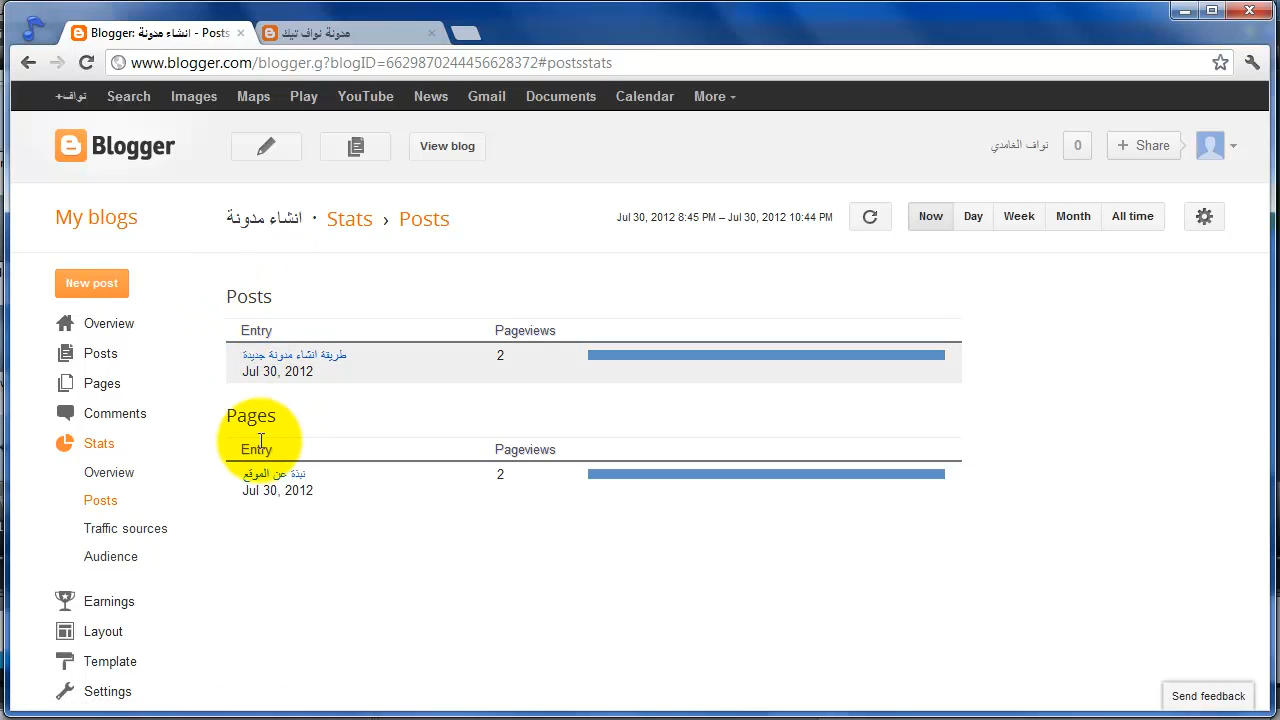 Blogger: انشاء مدونة - Posts
مدونة نواف تيك
www.blogger.com/blogger.g?blogID=6629870244456628372#postsstats
+نواف Search Images Maps Play YouTube News Gmail Documents Calendar More
Blogger View blog نواف الغامدي 0 + Share
My blogs انشاء مدونة · Stats › Posts Jul 30, 2012 8:45 PM – Jul 30, 2012 10:44 PM Now Day Week Month All time
New post
Overview
Posts
Pages
Comments
Stats
Overview
Posts
Traffic sources
Audience
Earnings
Layout
Template
Settings
Posts
Entry Pageviews
طريقة انشاء مدونة جديدة 2
Jul 30, 2012
Pages
Entry Pageviews
نبذة عن الموقع 2
Jul 30, 2012
Send feedback